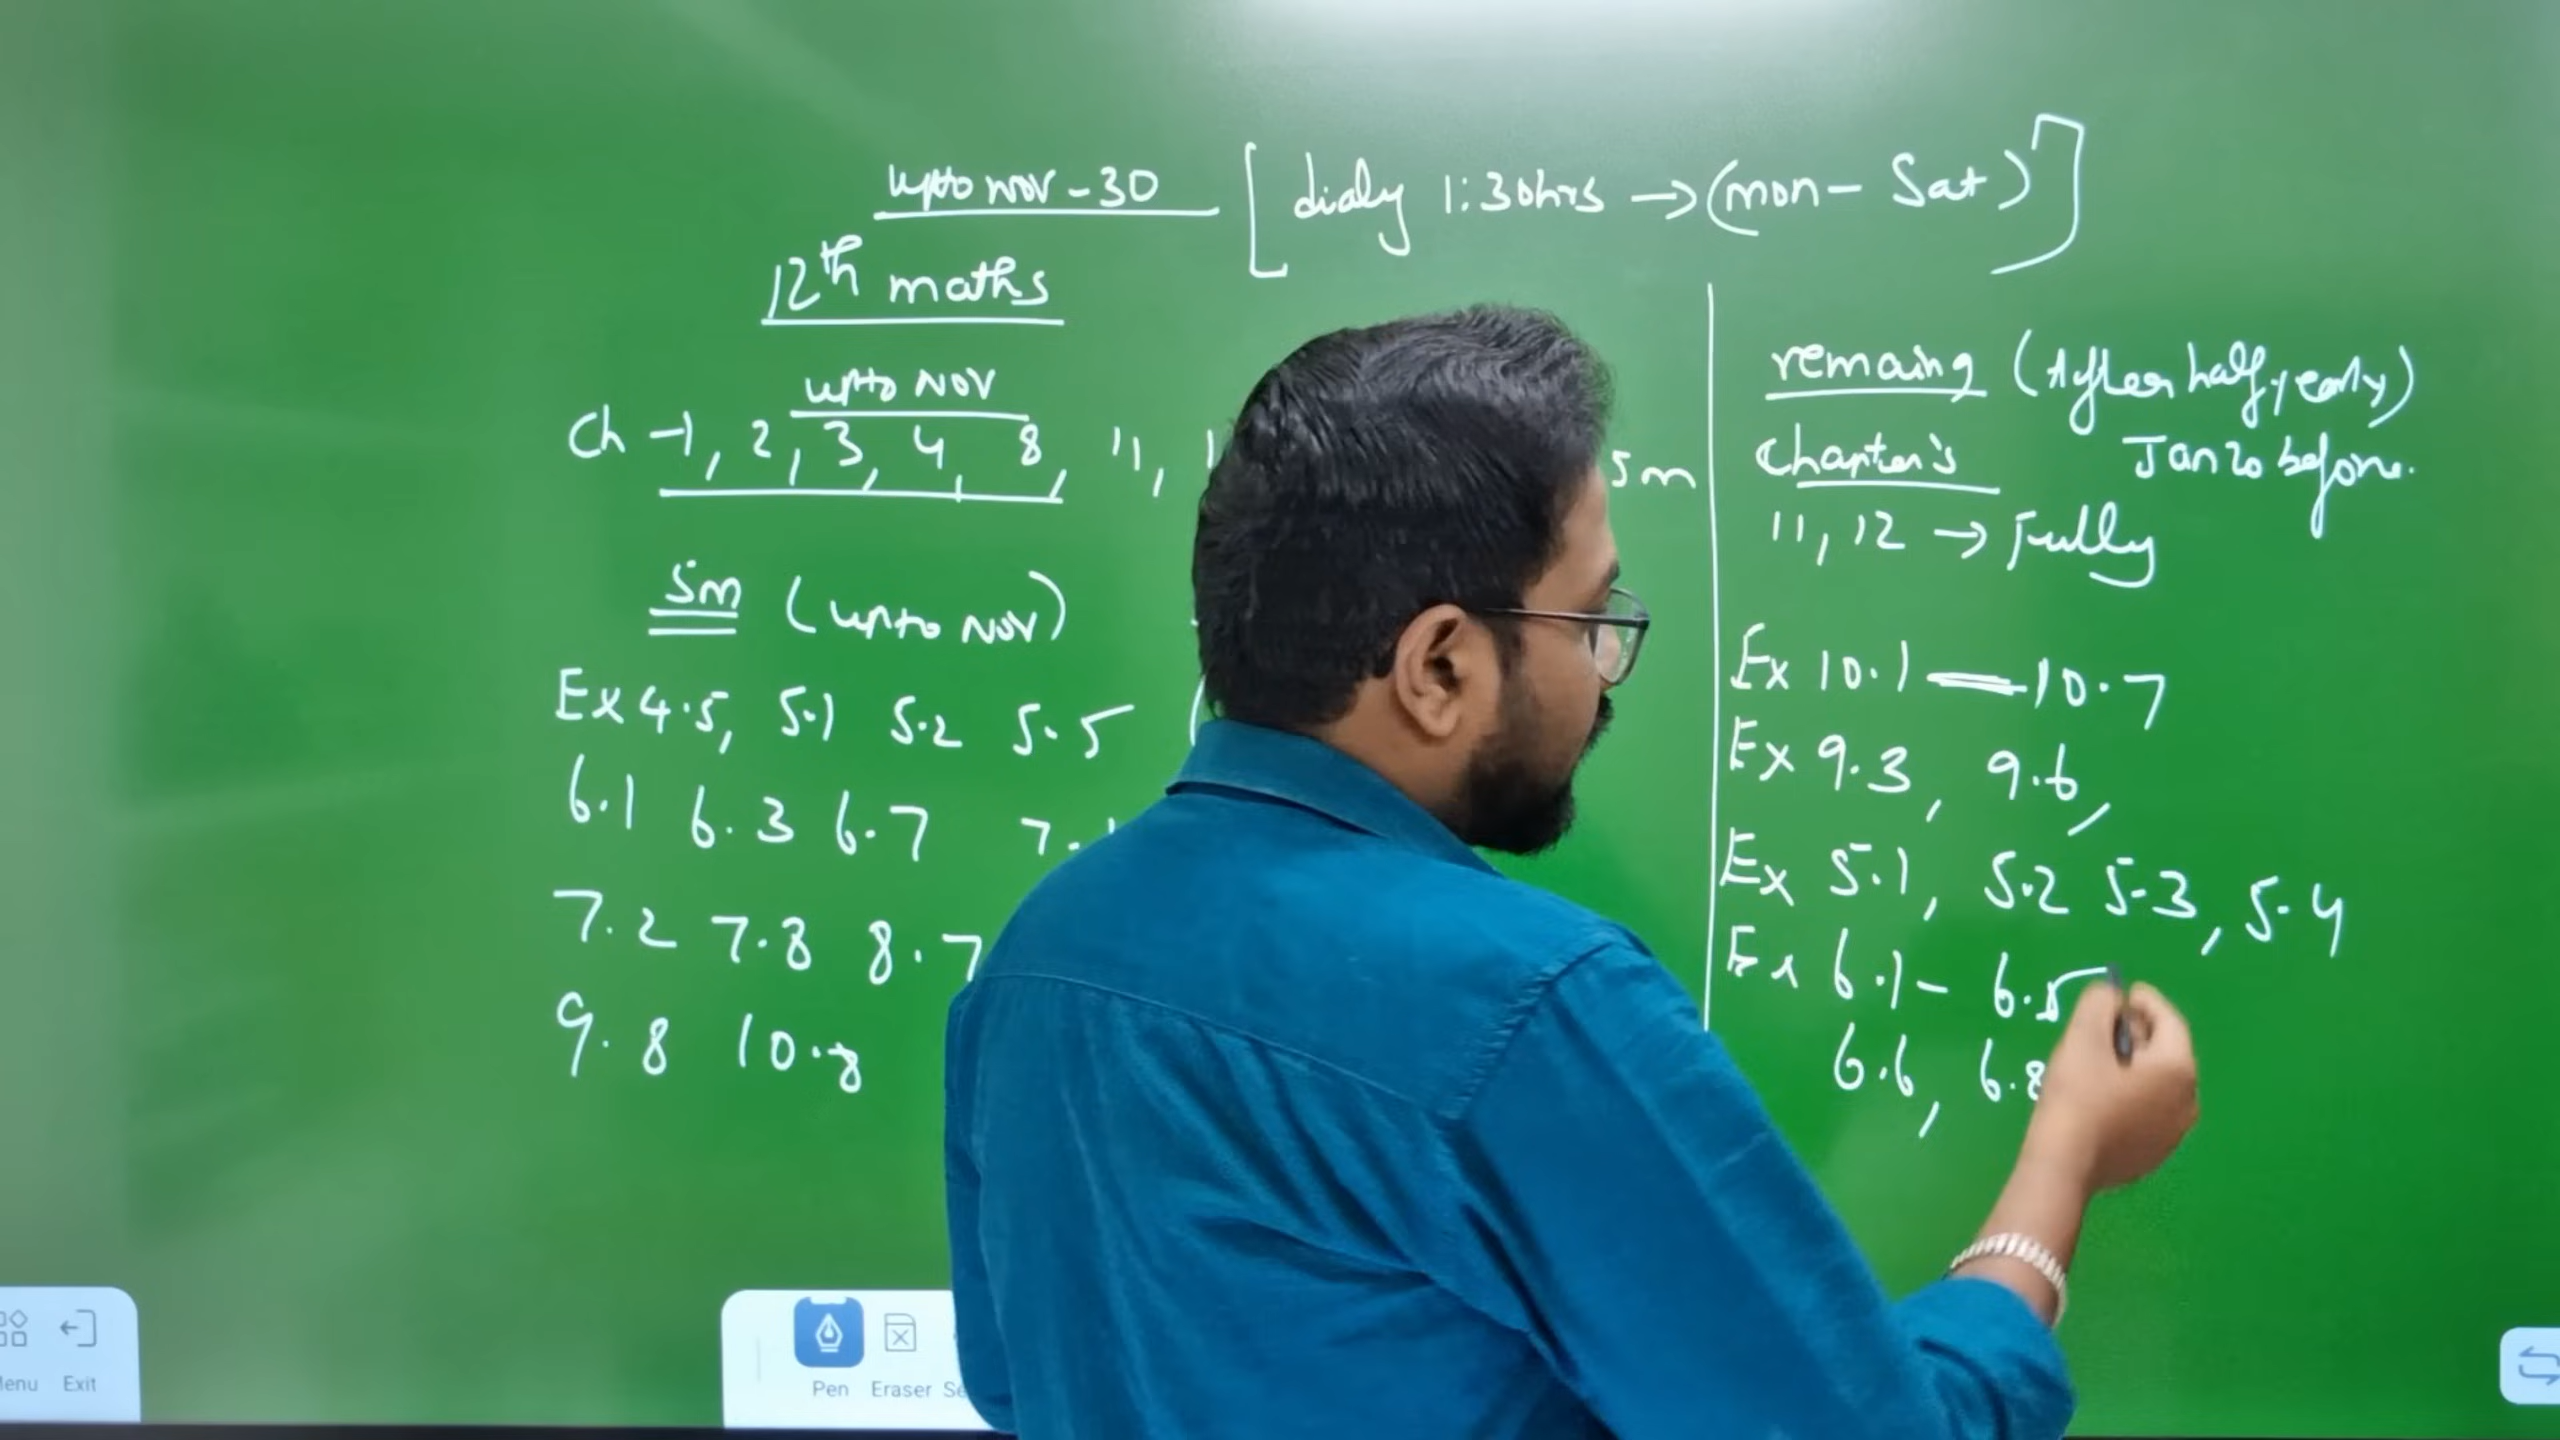 upto nov - 30 [ dialy 1:30hrs → (mon - Sat) ]
12th maths
upto NOV
Ch - 1, 2, 3, 4, 8, 11,
5m
5m (upto NOV)
Ex 4.5, 5.1 5.2 5.5
6.1 6.3 6.7 7.
7.2 7.3 8.7
9.8 10.8
remaing (After half yearly)
Chapter's Jan 20 before.
11, 12 → Fully
Ex 10.1 — 10.7
Ex 9.3, 9.6,
Ex 5.1, 5.2 5.3, 5.4
Ex 6.1 - 6.5
6.6, 6.8
Menu Exit
Pen Eraser